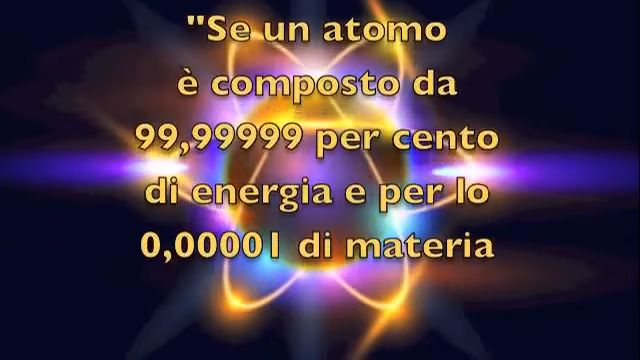 "Se un atomo
è composto da
99,99999 per cento
di energia e per lo
0,00001 di materia